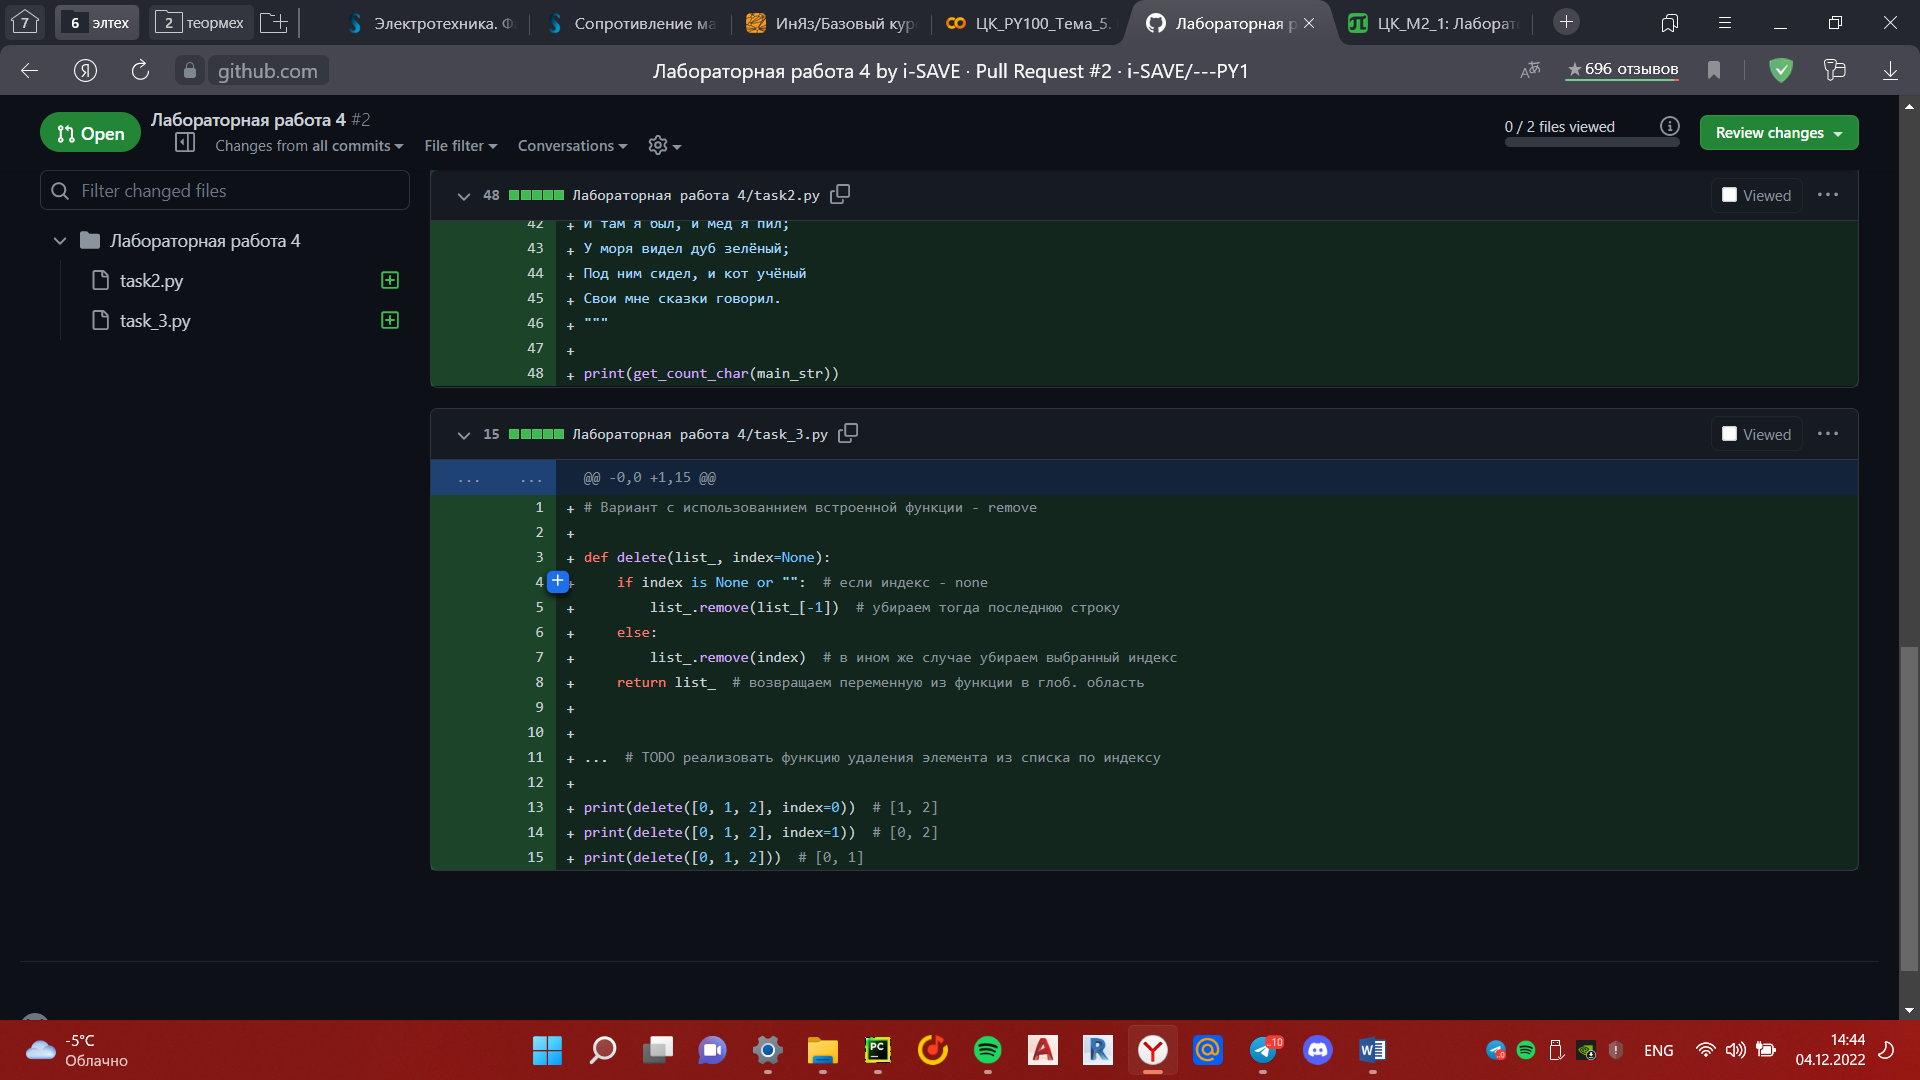 7
6 элтех
2 теормех
Электротехника. Ф
Сопротивление ма
ИнЯз/Базовый кур
ЦК_PY100_Тема_5.
Лабораторная р
ЦК_М2_1: Лаборат
github.com
Лабораторная работа 4 by i-SAVE · Pull Request #2 · i-SAVE/---PY1
696 отзывов
Open
Лабораторная работа 4 #2
Changes from all commits
File filter
Conversations
0 / 2 files viewed
Review changes
Filter changed files
Лабораторная работа 4
task2.py
task_3.py
48 Лабораторная работа 4/task2.py
Viewed
42 + И там я был, и мёд я пил;
43 + У моря видел дуб зелёный;
44 + Под ним сидел, и кот учёный
45 + Свои мне сказки говорил.
46 + """
47 +
48 + print(get_count_char(main_str))
15 Лабораторная работа 4/task_3.py
Viewed
... ... @@ -0,0 +1,15 @@
1 + # Вариант с использованнием встроенной функции - remove
2 +
3 + def delete(list_, index=None):
4 + if index is None or "": # если индекс - none
5 + list_.remove(list_[-1]) # убираем тогда последнюю строку
6 + else:
7 + list_.remove(index) # в ином же случае убираем выбранный индекс
8 + return list_ # возвращаем переменную из функции в глоб. область
9 +
10 +
11 + ... # TODO реализовать функцию удаления элемента из списка по индексу
12 +
13 + print(delete([0, 1, 2], index=0)) # [1, 2]
14 + print(delete([0, 1, 2], index=1)) # [0, 2]
15 + print(delete([0, 1, 2])) # [0, 1]
-5°C
Облачно
ENG
14:44
04.12.2022